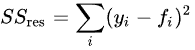 SS_res = ∑_i (y_i − f_i)^2